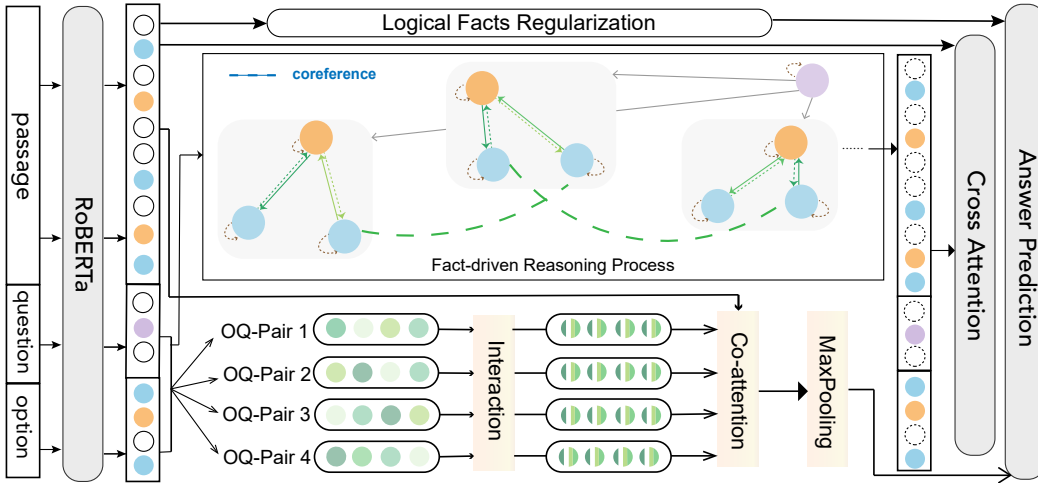 Logical Facts Regularization
coreference
Fact-driven Reasoning Process
passage
question
option
RoBERTa
OQ-Pair 1
OQ-Pair 2
OQ-Pair 3
OQ-Pair 4
Interaction
Co-attention
MaxPooling
Cross Attention
Answer Prediction